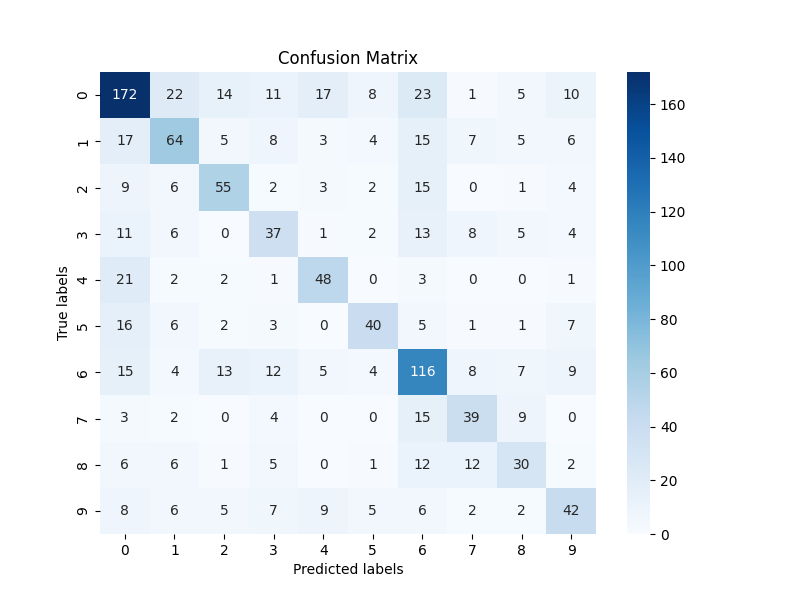 Confusion Matrix
0 172 22 14 11 17 8 23 1 5 10
1 17 64 5 8 3 4 15 7 5 6
2 9 6 55 2 3 2 15 0 1 4
3 11 6 0 37 1 2 13 8 5 4
4 21 2 2 1 48 0 3 0 0 1
5 16 6 2 3 0 40 5 1 1 7
6 15 4 13 12 5 4 116 8 7 9
7 3 2 0 4 0 0 15 39 9 0
8 6 6 1 5 0 1 12 12 30 2
9 8 6 5 7 9 5 6 2 2 42
0 1 2 3 4 5 6 7 8 9
Predicted labels
True labels
160
140
120
100
80
60
40
20
0